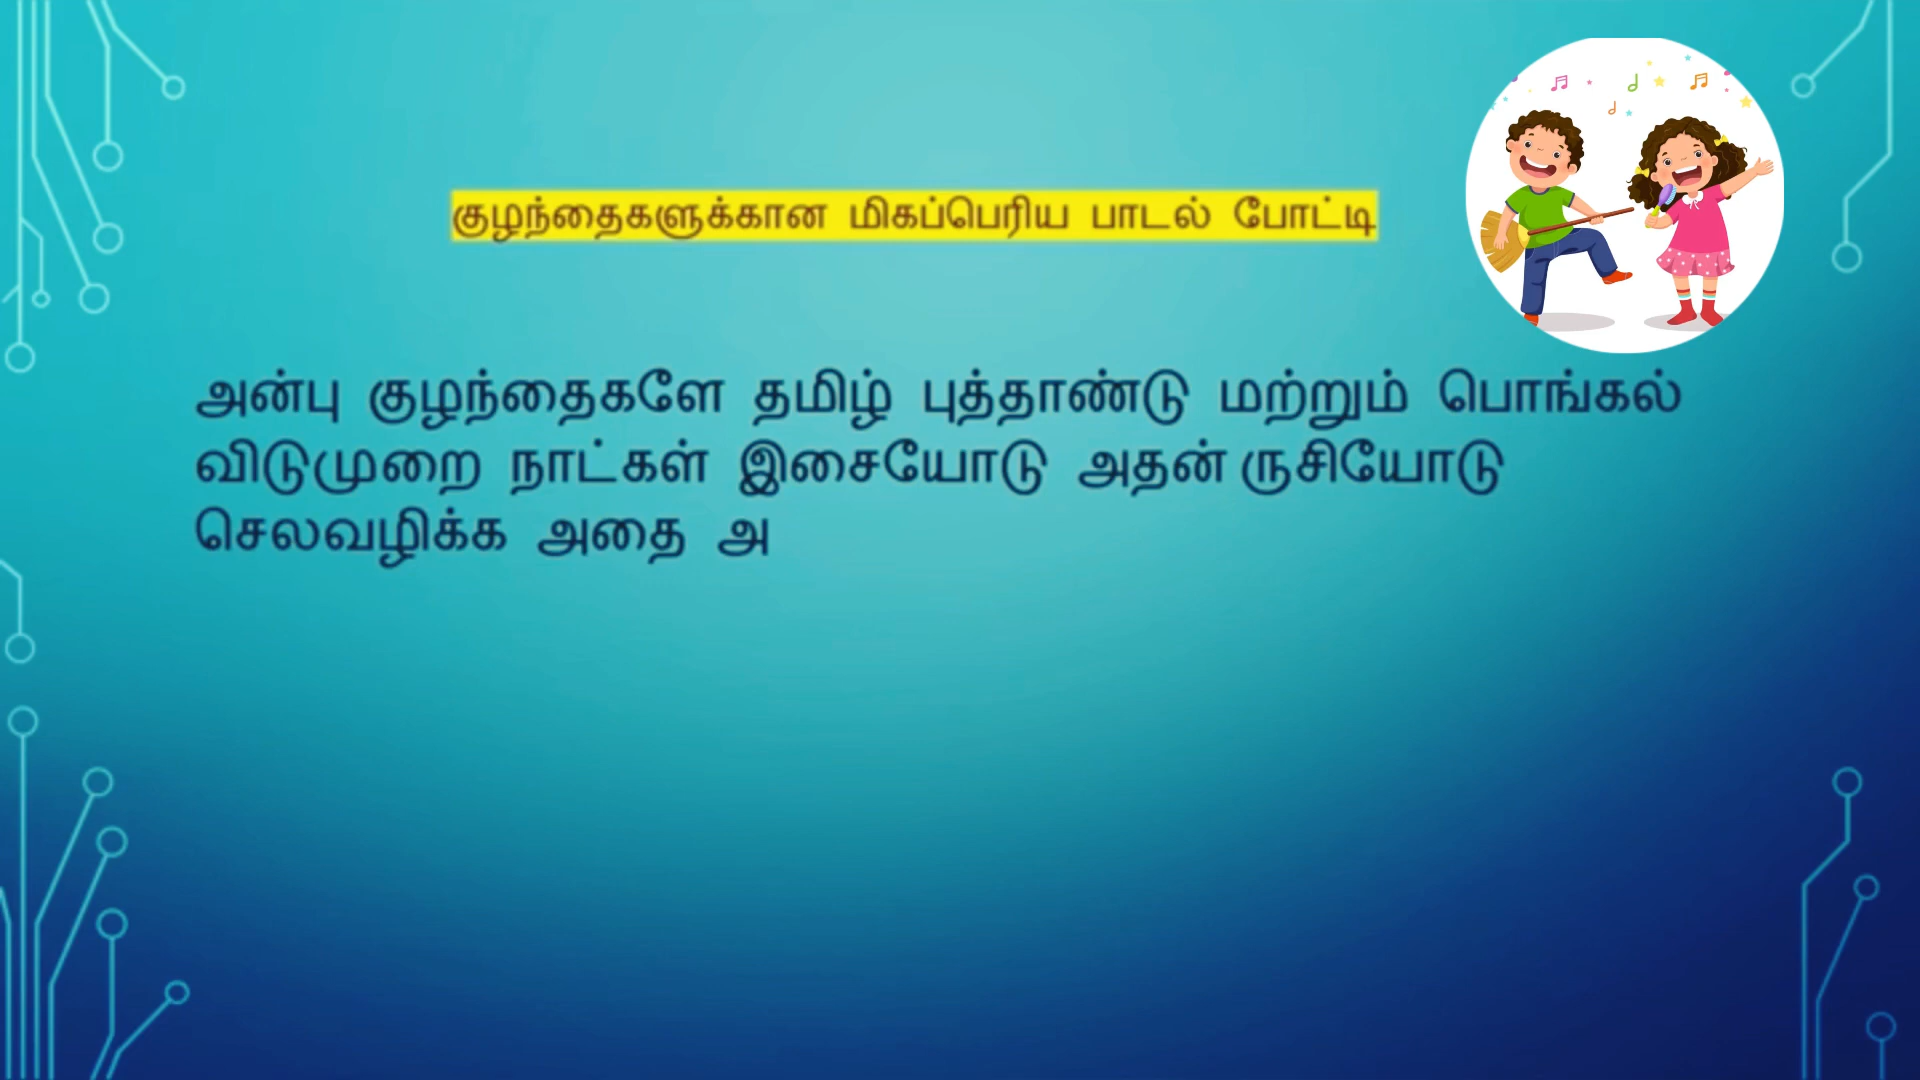 குழந்தைகளுக்கான மிகப்பெரிய பாடல் போட்டி
அன்பு குழந்தைகளே தமிழ் புத்தாண்டு மற்றும் பொங்கல்
விடுமுறை நாட்கள் இசையோடு அதன் ருசியோடு
செலவழிக்க அதை அ